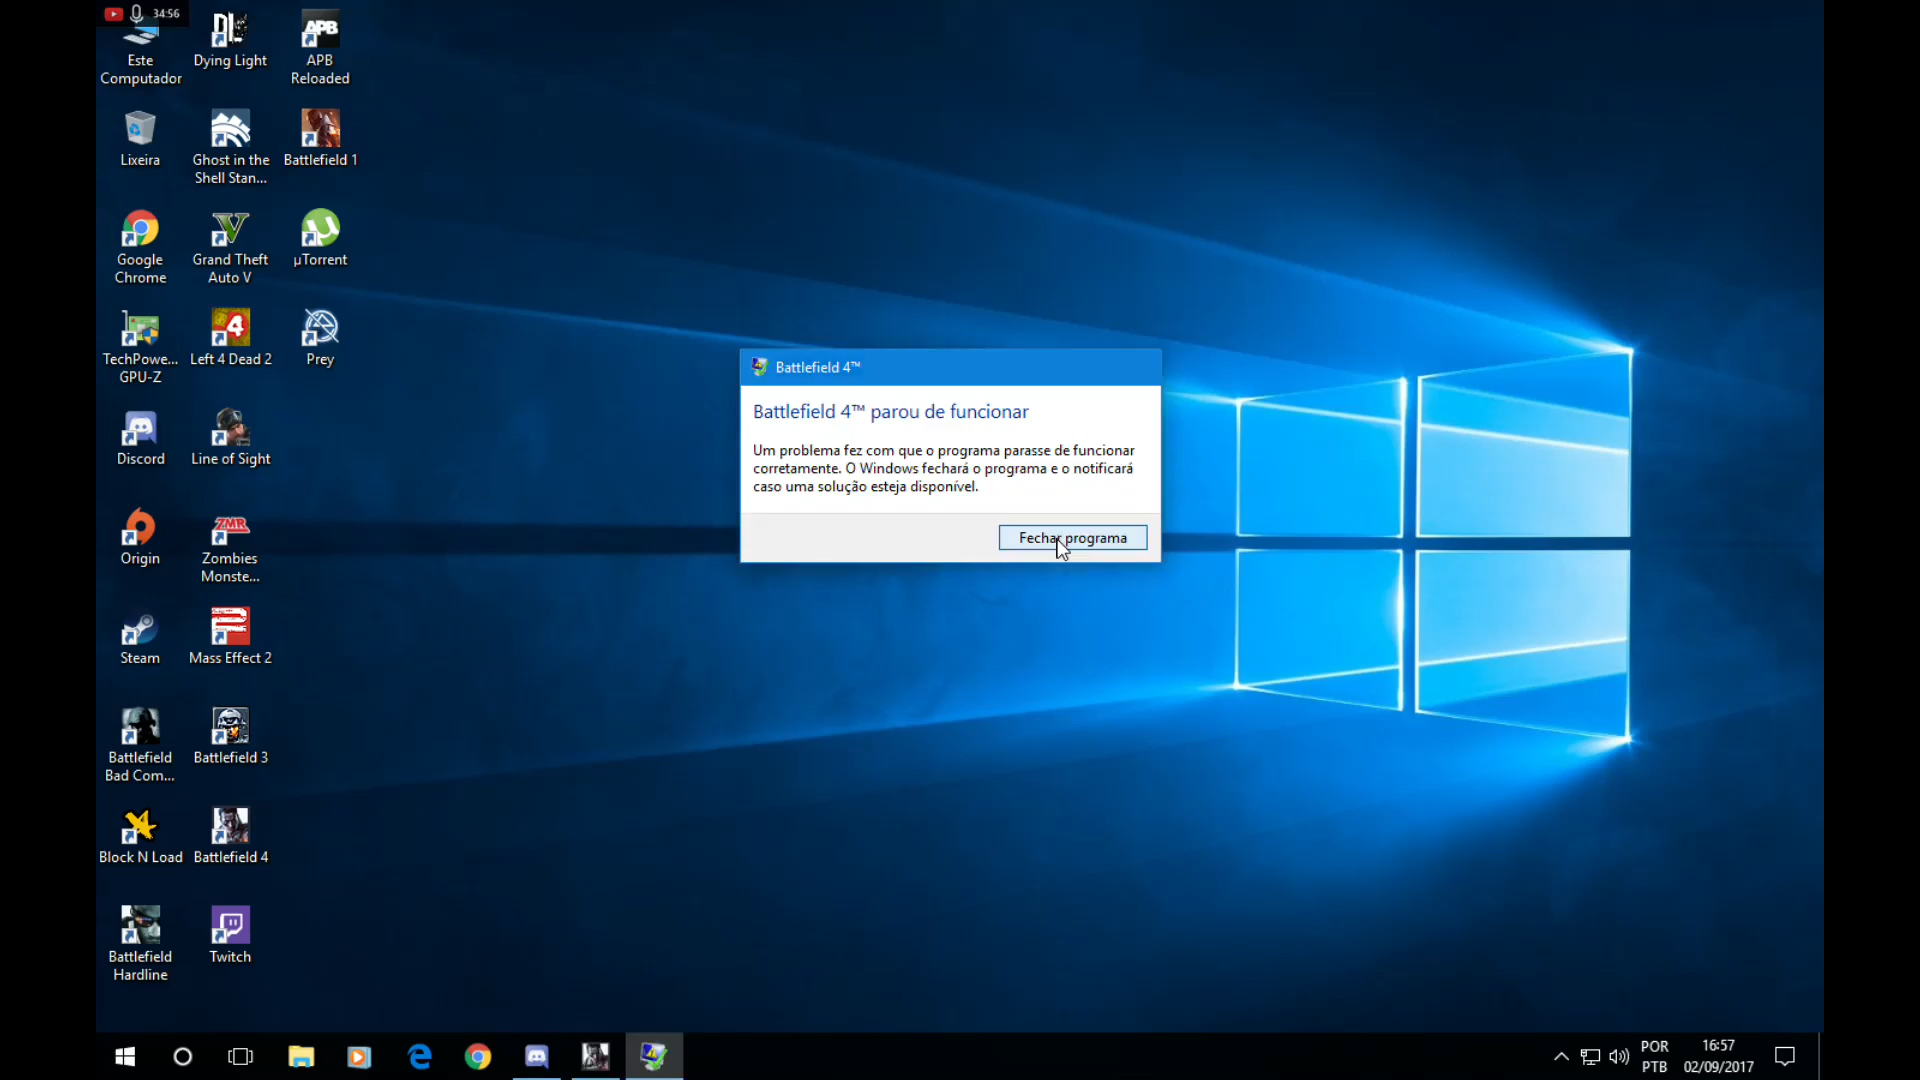 34:56
Este
Computador
Dying Light
APB
Reloaded
Lixeira
Ghost in the
Shell Stan...
Battlefield 1
Google
Chrome
Grand Theft
Auto V
µTorrent
TechPowe...
GPU-Z
Left 4 Dead 2
Prey
Discord
Line of Sight
Origin
Zombies
Monste...
Steam
Mass Effect 2
Battlefield
Bad Com...
Battlefield 3
Block N Load
Battlefield 4
Battlefield
Hardline
Twitch
Battlefield 4™
Battlefield 4™ parou de funcionar
Um problema fez com que o programa parasse de funcionar
corretamente. O Windows fechará o programa e o notificará
caso uma solução esteja disponível.
Fechar programa
POR
PTB
16:57
02/09/2017